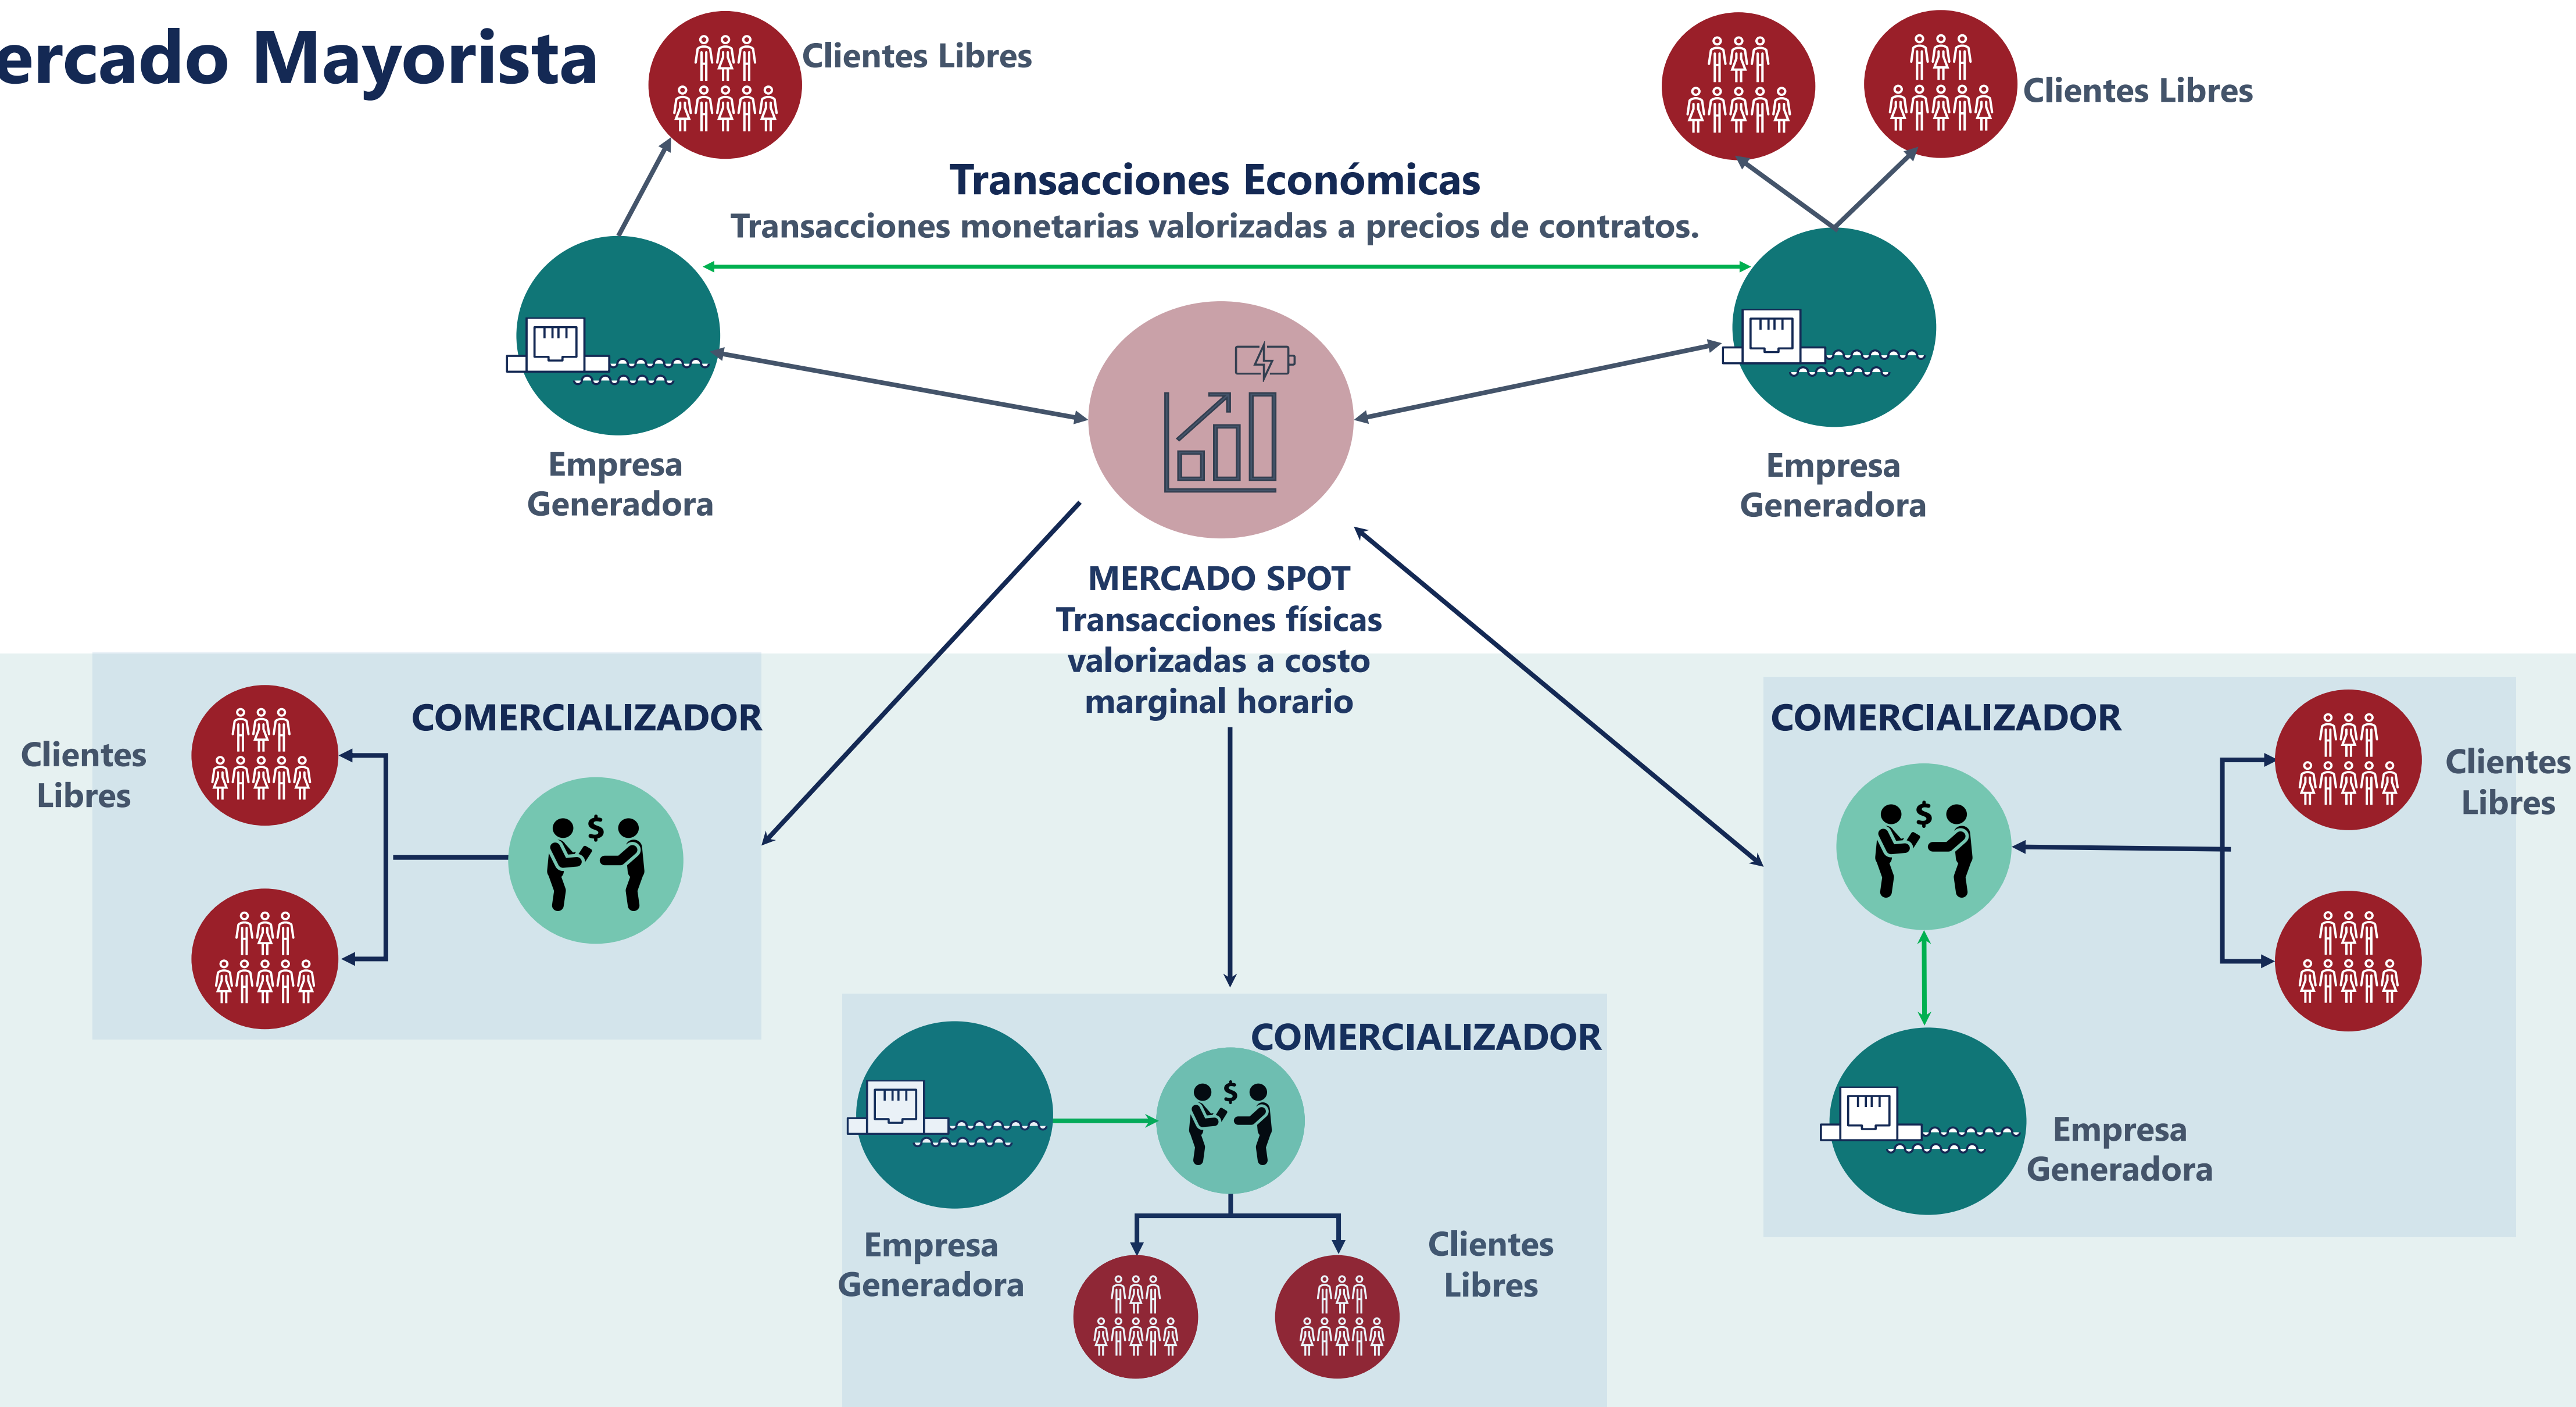 ercado Mayorista
Clientes Libres
Clientes Libres
Transacciones Económicas
Transacciones monetarias valorizadas a precios de contratos.
Empresa
Generadora
Empresa
Generadora
MERCADO SPOT
Transacciones físicas
valorizadas a costo
marginal horario
COMERCIALIZADOR
Clientes
Libres
$
COMERCIALIZADOR
Clientes
Libres
$
Empresa
Generadora
COMERCIALIZADOR
$
Empresa
Generadora
Clientes
Libres